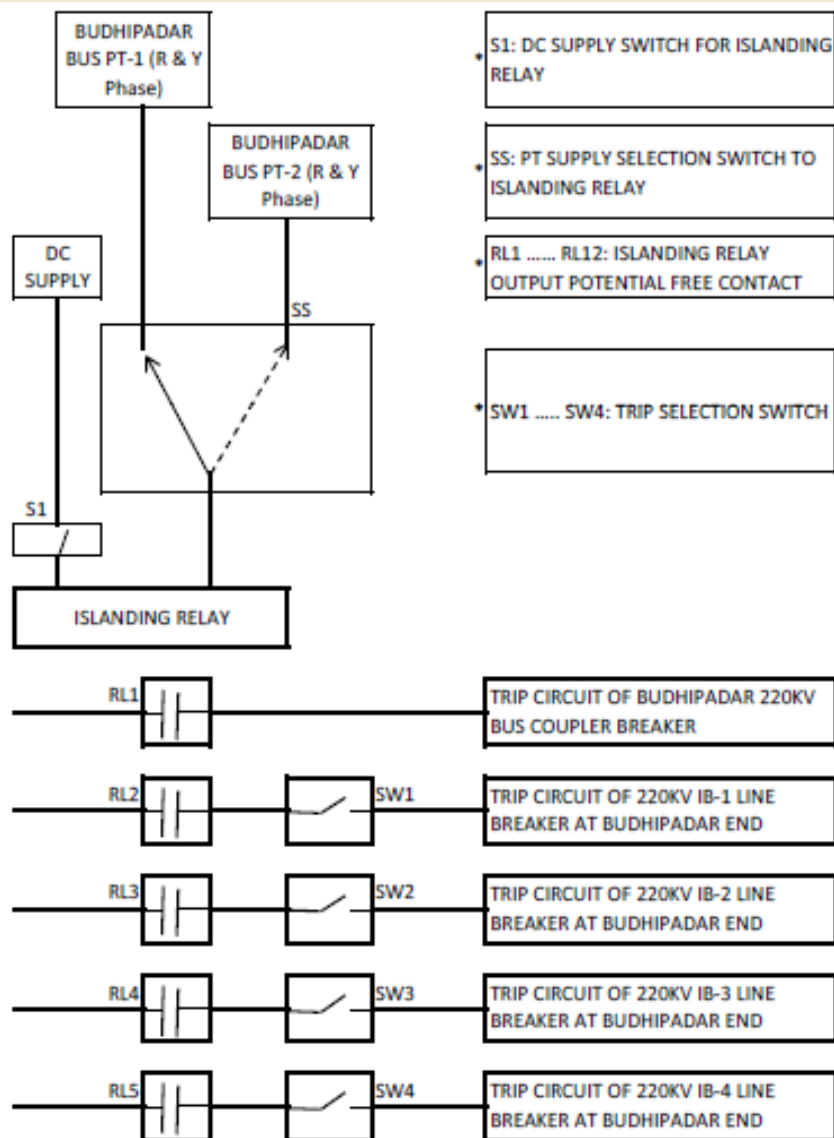 BUDHIPADAR
BUS PT-1 (R & Y
Phase)
* S1: DC SUPPLY SWITCH FOR ISLANDING
RELAY
BUDHIPADAR
BUS PT-2 (R & Y
Phase)
* SS: PT SUPPLY SELECTION SWITCH TO
ISLANDING RELAY
DC
SUPPLY
* RL1 ...... RL12: ISLANDING RELAY
OUTPUT POTENTIAL FREE CONTACT
SS
* SW1 ..... SW4: TRIP SELECTION SWITCH
S1
ISLANDING RELAY
RL1
TRIP CIRCUIT OF BUDHIPADAR 220KV
BUS COUPLER BREAKER
RL2
SW1
TRIP CIRCUIT OF 220KV IB-1 LINE
BREAKER AT BUDHIPADAR END
RL3
SW2
TRIP CIRCUIT OF 220KV IB-2 LINE
BREAKER AT BUDHIPADAR END
RL4
SW3
TRIP CIRCUIT OF 220KV IB-3 LINE
BREAKER AT BUDHIPADAR END
RL5
SW4
TRIP CIRCUIT OF 220KV IB-4 LINE
BREAKER AT BUDHIPADAR END